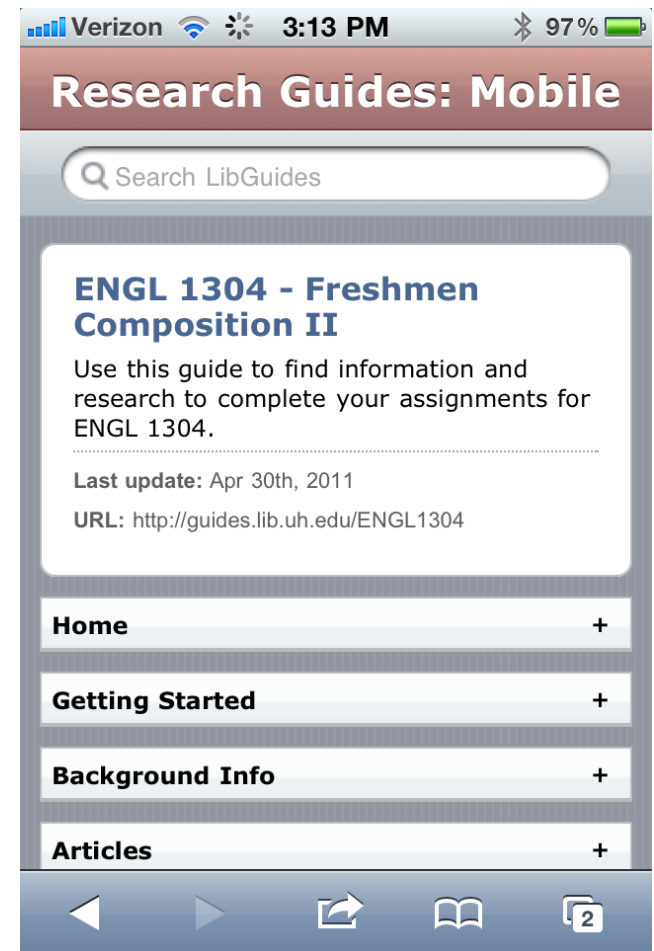 Verizon 3:13 PM 97%
Research Guides: Mobile
Search LibGuides
ENGL 1304 - Freshmen
Composition II
Use this guide to find information and
research to complete your assignments for
ENGL 1304.
Last update: Apr 30th, 2011
URL: http://guides.lib.uh.edu/ENGL1304
Home +
Getting Started +
Background Info +
Articles +
2